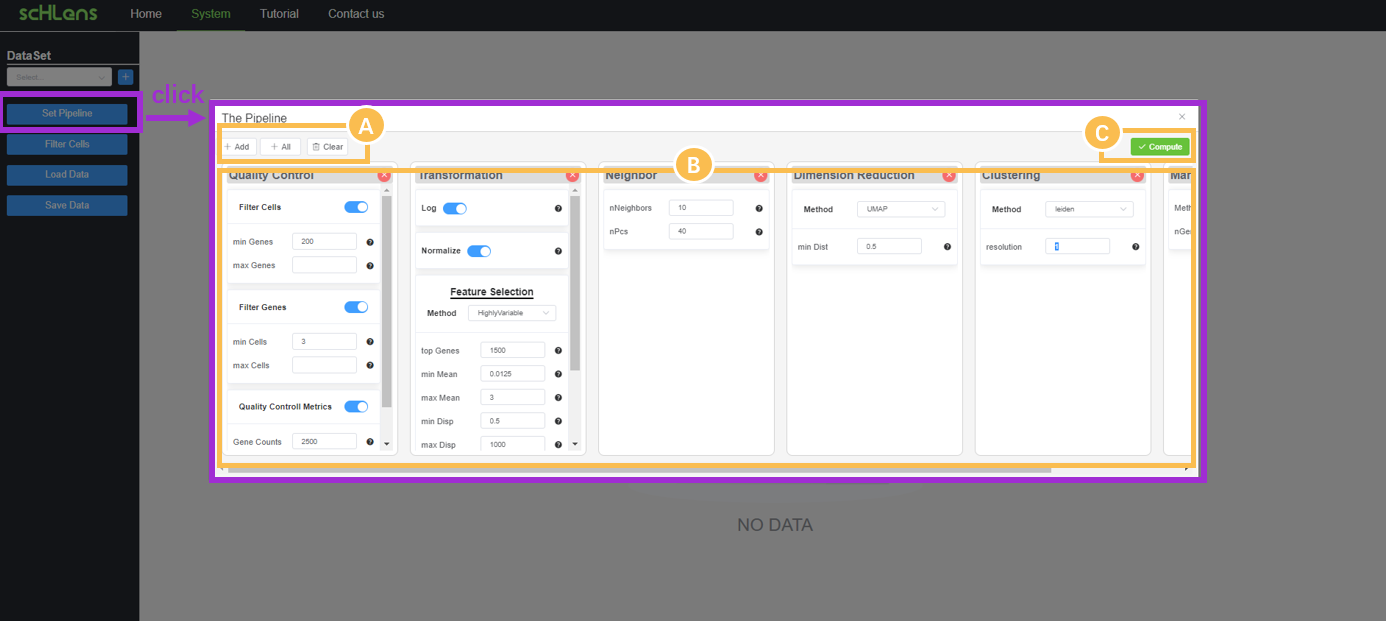 scHLens Home System Tutorial Contact us
DataSet
Select...
+
click
Set Pipeline
Filter Cells
Load Data
Save Data
The Pipeline
A
+ Add + All Clear
B
C
Compute
Quality Control
Filter Cells
min Genes 200
max Genes
Filter Genes
min Cells 3
max Cells
Quality Controll Metrics
Gene Counts 2500
Transformation
Log
Normalize
Feature Selection
Method HighlyVariable
top Genes 1500
min Mean 0.0125
max Mean 3
min Disp 0.5
max Disp 1000
Neighbor
nNeighbors 10
nPcs 40
Dimension Reduction
Method UMAP
min Dist 0.5
Clustering
Method leiden
resolution 1
Mar
Meth
nGe
NO DATA